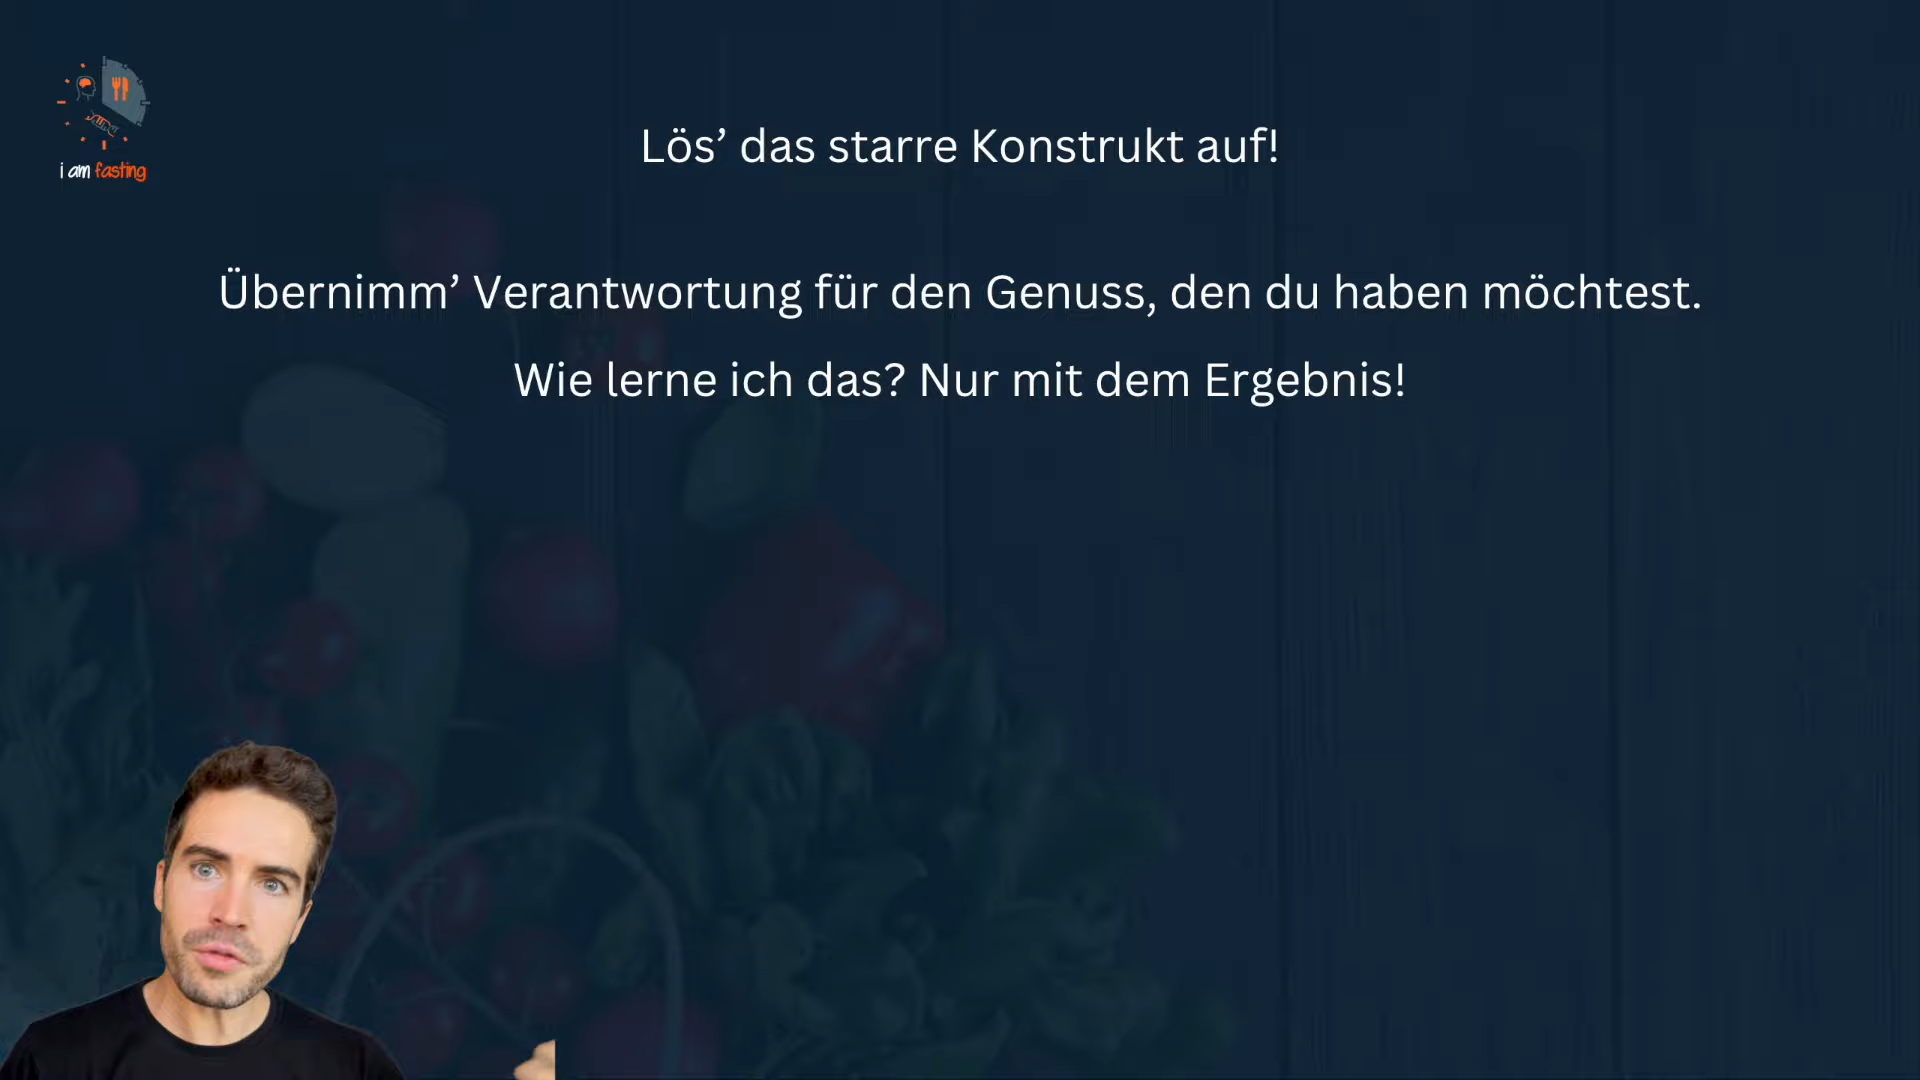 i am fasting
Lös’ das starre Konstrukt auf!
Übernimm’ Verantwortung für den Genuss, den du haben möchtest.
Wie lerne ich das? Nur mit dem Ergebnis!